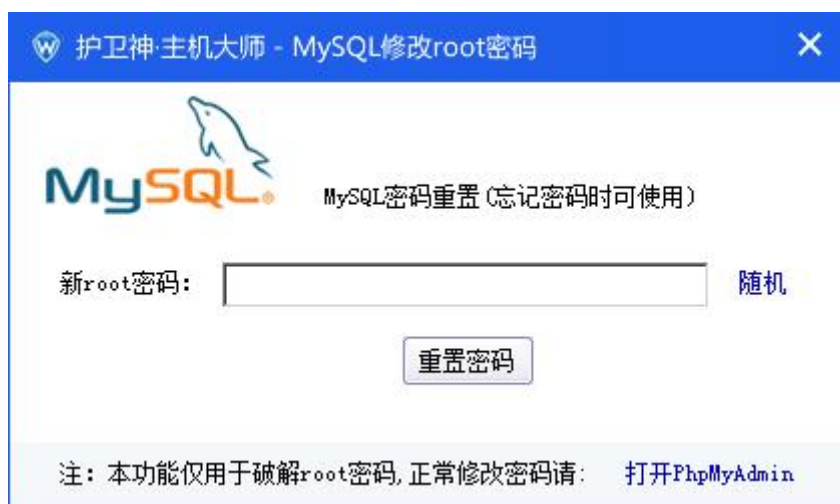 护卫神·主机大师 - MySQL修改root密码
MySQL®
MySQL密码重置(忘记密码时可使用)
新root密码: 随机
重置密码
注: 本功能仅用于破解root密码,正常修改密码请: 打开PhpMyAdmin